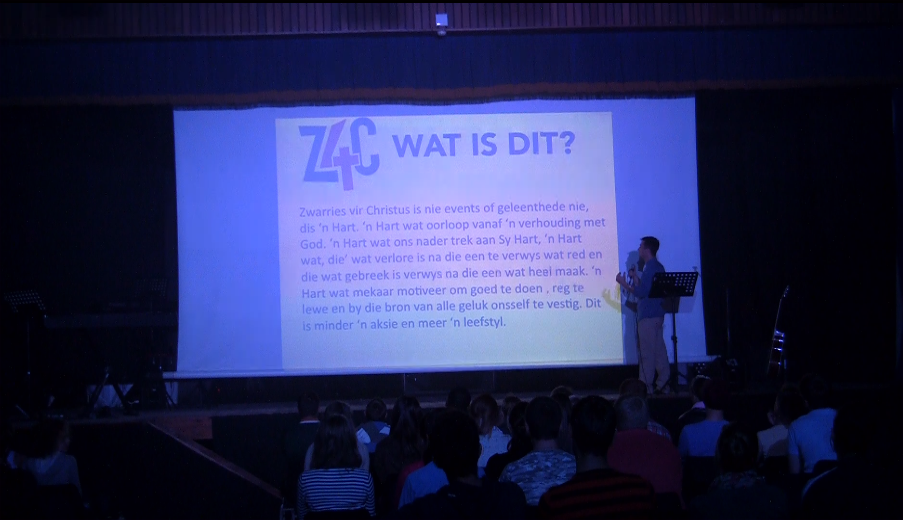 Z4C WAT IS DIT?
Zwarries vir Christus is nie events of geleenthede nie,
dis 'n Hart. 'n Hart wat oorloop vanaf 'n verhouding met
God. 'n Hart wat ons nader trek aan Sy Hart, 'n Hart
wat, die' wat verlore is na die een te verwys wat red en
die wat gebreek is verwys na die een wat heel maak. 'n
Hart wat mekaar motiveer om goed te doen , reg te
lewe en by die bron van alle geluk onsself te vestig. Dit
is minder 'n aksie en meer 'n leefstyl.